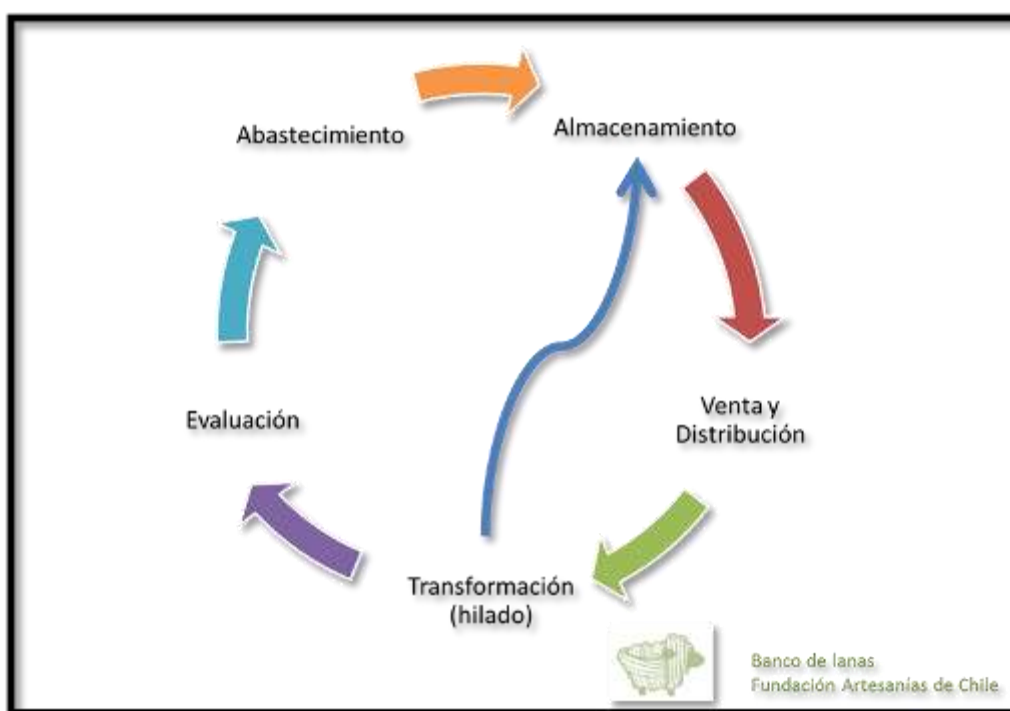 Abastecimiento
Almacenamiento
Venta y
Distribución
Transformación
(hilado)
Evaluación
Banco de lanas
Fundación Artesanías de Chile